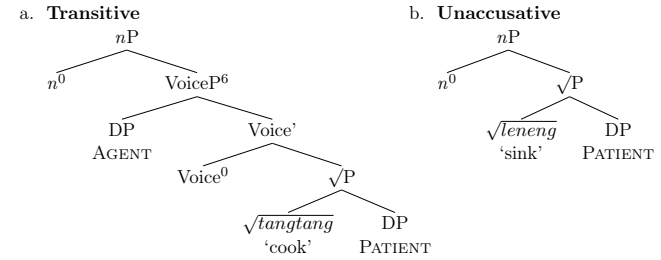 a. Transitive
nP
n⁰ VoiceP⁶
DP Voice’
AGENT
Voice⁰ √P
√tangtang DP
‘cook’ PATIENT
b. Unaccusative
nP
n⁰ √P
√leneng DP
‘sink’ PATIENT